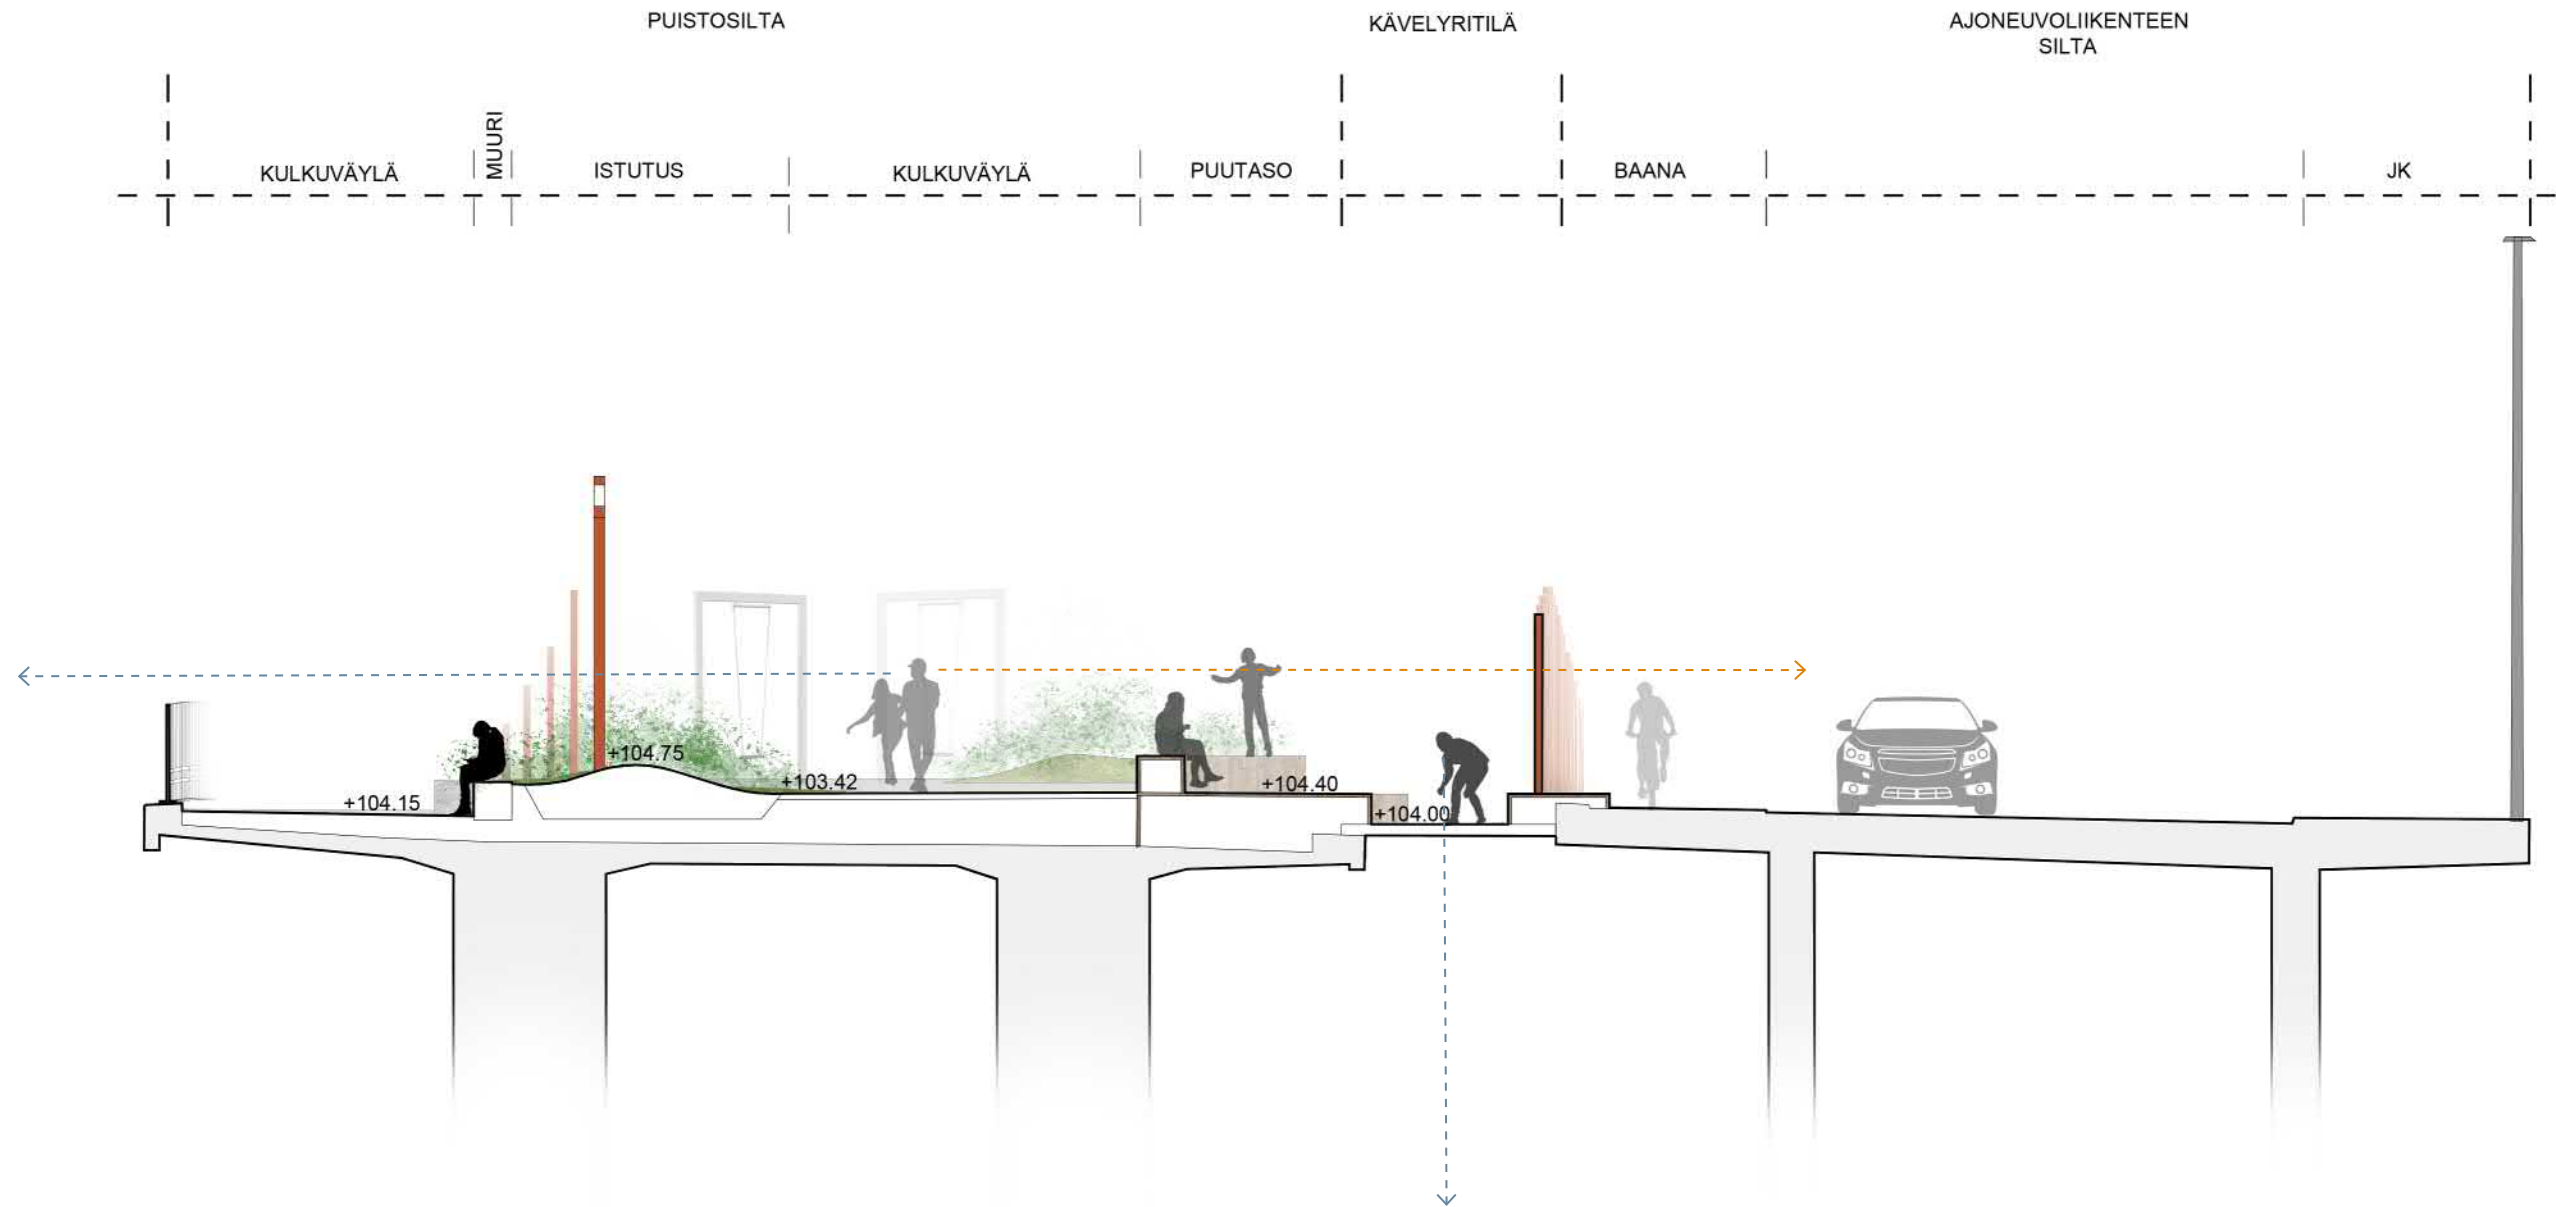 PUISTOSILTA
KÄVELYRITILÄ
AJONEUVOLIIKENTEEN
SILTA
KULKUVÄYLÄ
MUURI
ISTUTUS
KULKUVÄYLÄ
PUUTASO
BAANA
JK
+104.75
+103.42
+104.40
+104.15
+104.00